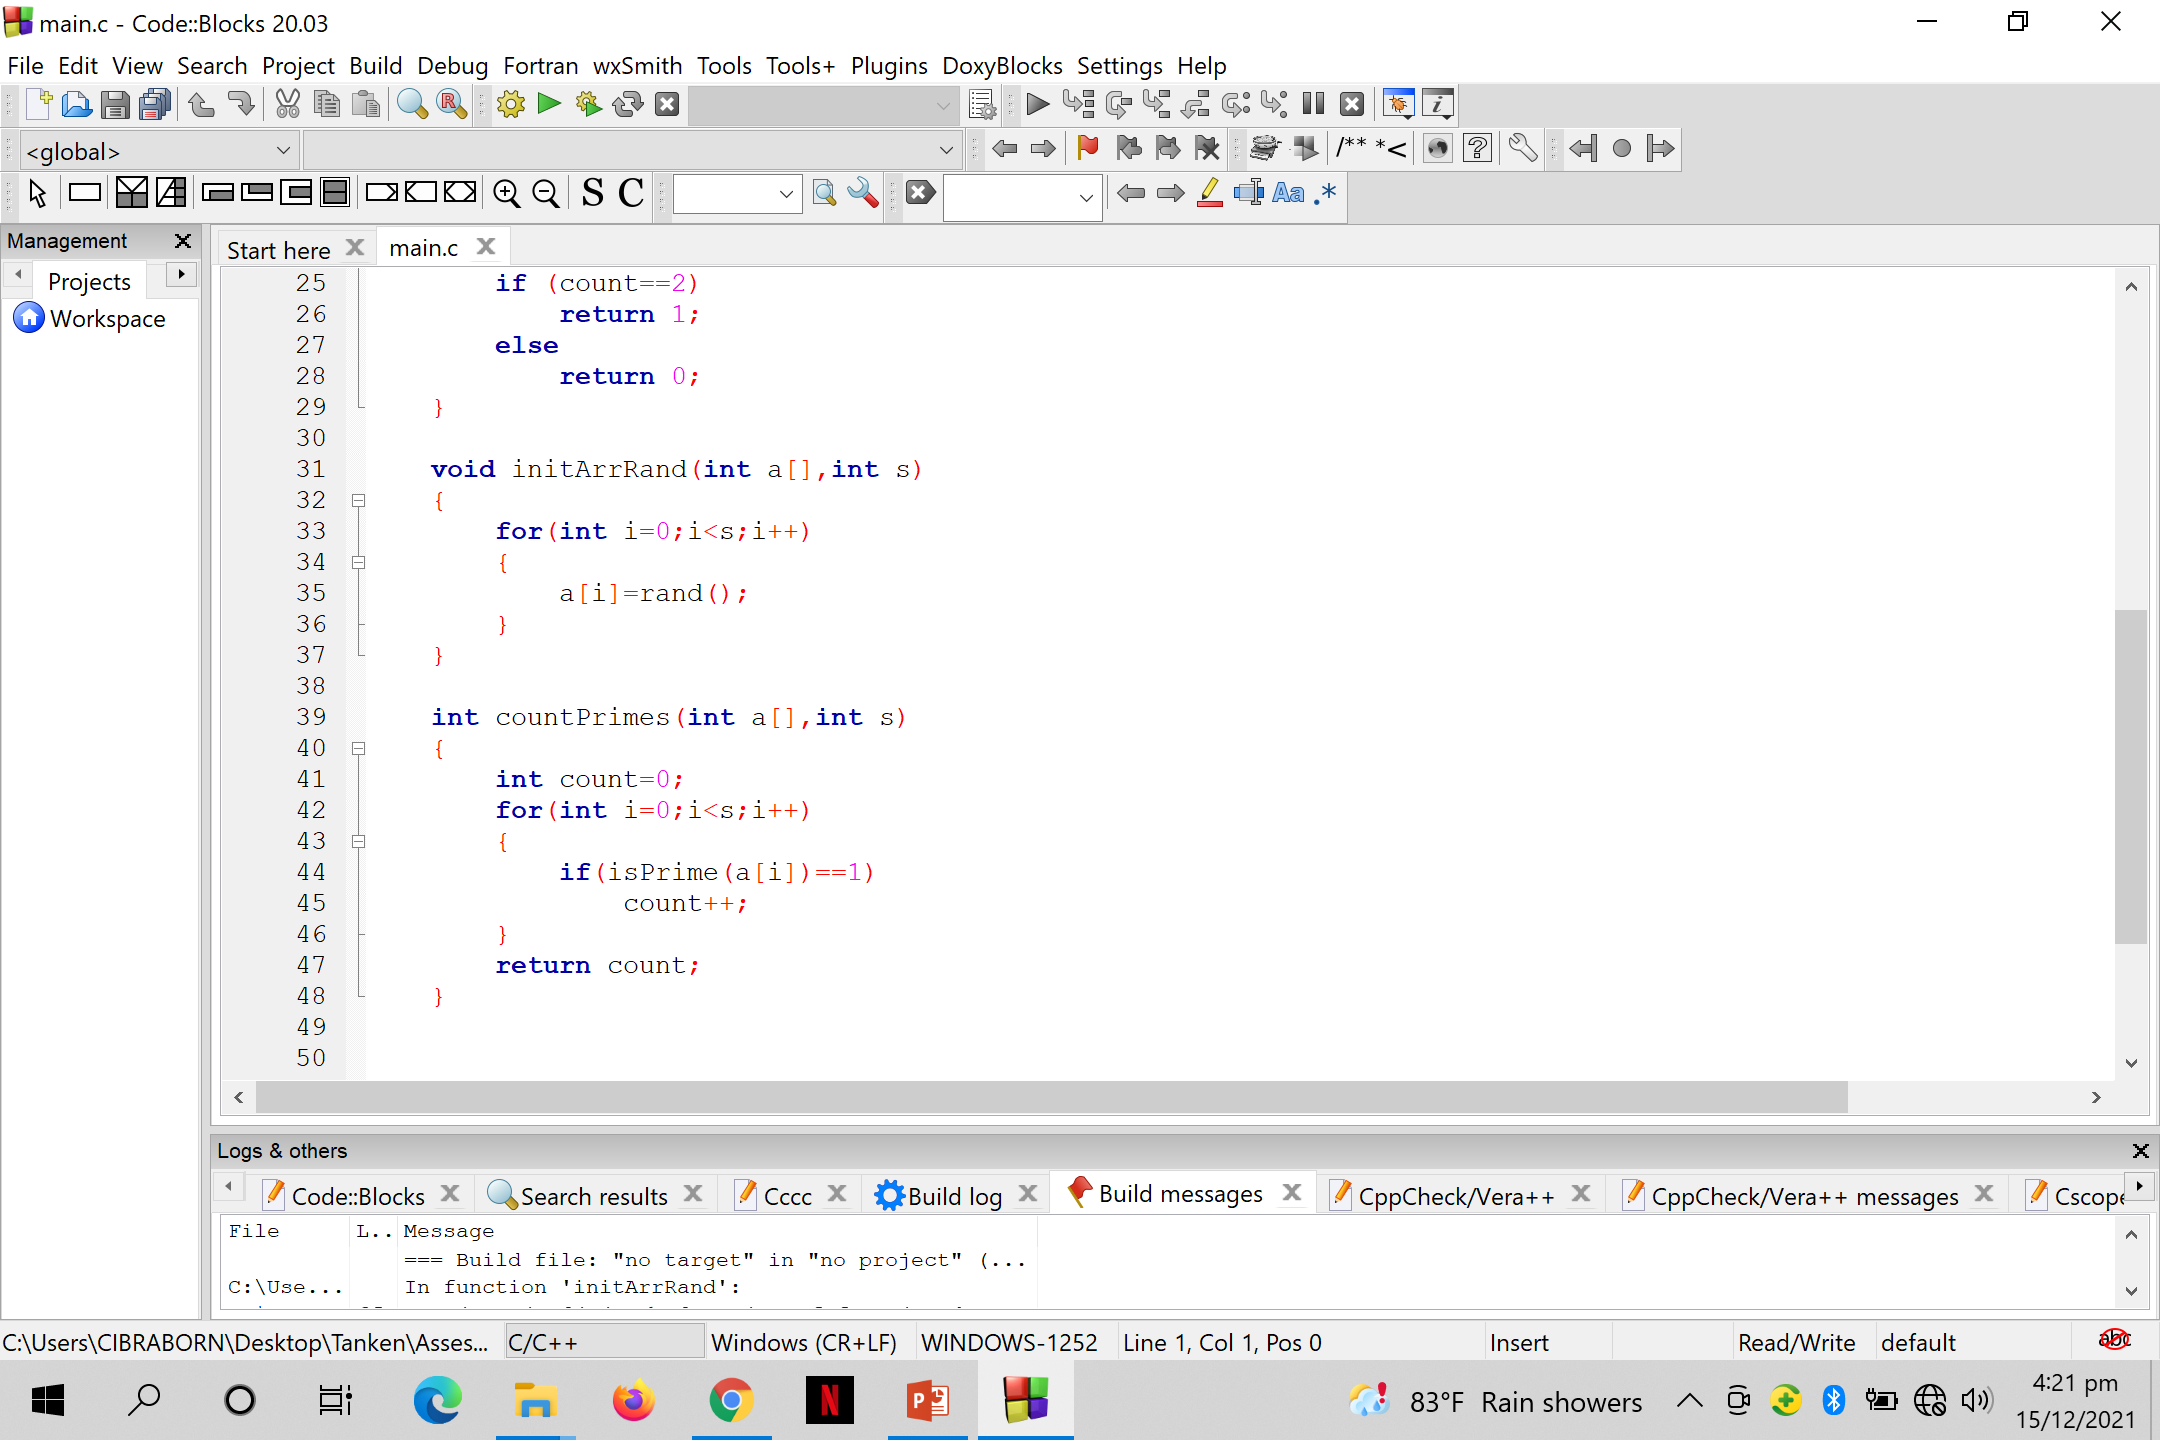 main.c - Code::Blocks 20.03
File Edit View Search Project Build Debug Fortran wxSmith Tools Tools+ Plugins DoxyBlocks Settings Help
<global>
/** *<
S C
Aa .*
Management
Projects
Workspace
Start here
main.c
25 if (count==2)
26 return 1;
27 else
28 return 0;
29 }
30
31 void initArrRand(int a[],int s)
32 {
33 for(int i=0;i<s;i++)
34 {
35 a[i]=rand();
36 }
37 }
38
39 int countPrimes(int a[],int s)
40 {
41 int count=0;
42 for(int i=0;i<s;i++)
43 {
44 if(isPrime(a[i])==1)
45 count++;
46 }
47 return count;
48 }
49
50
Logs & others
Code::Blocks Search results Cccc Build log Build messages CppCheck/Vera++ CppCheck/Vera++ messages Cscope
File L.. Message
=== Build file: "no target" in "no project" (...
C:\Use... In function 'initArrRand':
C:\Users\CIBRABORN\Desktop\Tanken\Asses... C/C++ Windows (CR+LF) WINDOWS-1252 Line 1, Col 1, Pos 0 Insert Read/Write default abc
83°F Rain showers
4:21 pm
15/12/2021